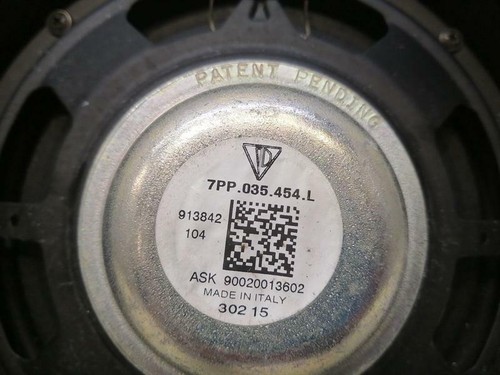 PATENT PENDING
7PP.035.454.L
913842
104
ASK 90020013602
MADE IN ITALY
302 15